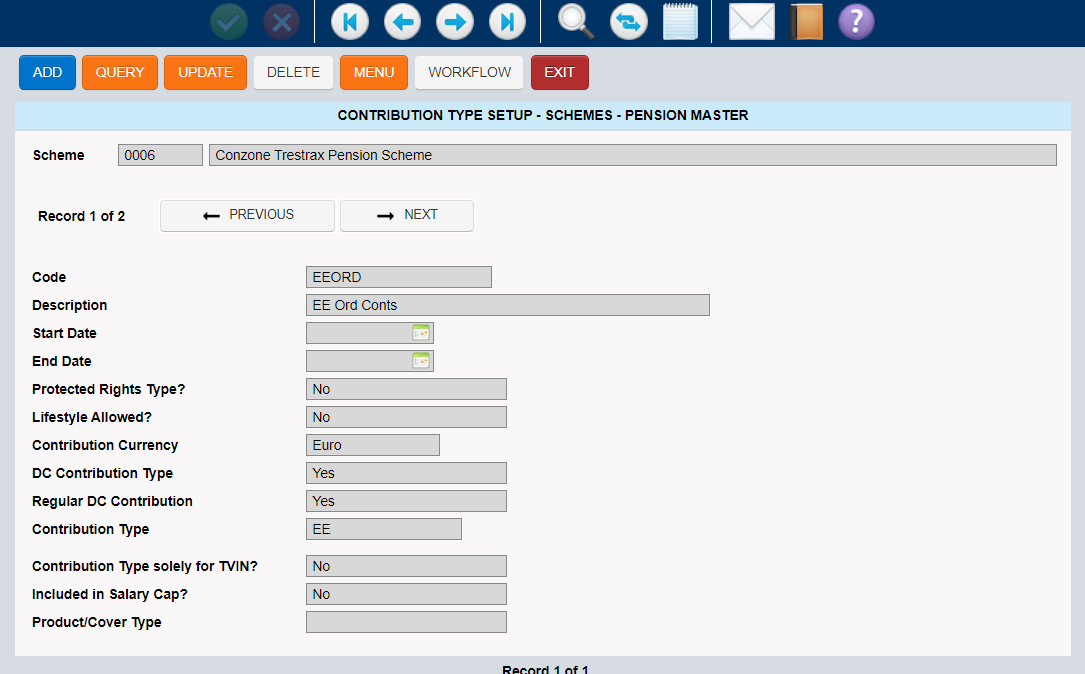 ?
ADD QUERY UPDATE DELETE MENU WORKFLOW EXIT
CONTRIBUTION TYPE SETUP - SCHEMES - PENSION MASTER
Scheme 0006 Conzone Trestrax Pension Scheme
Record 1 of 2 PREVIOUS NEXT
Code EEORD
Description EE Ord Conts
Start Date
End Date
Protected Rights Type? No
Lifestyle Allowed? No
Contribution Currency Euro
DC Contribution Type Yes
Regular DC Contribution Yes
Contribution Type EE
Contribution Type solely for TVIN? No
Included in Salary Cap? No
Product/Cover Type
Record 1 of 1